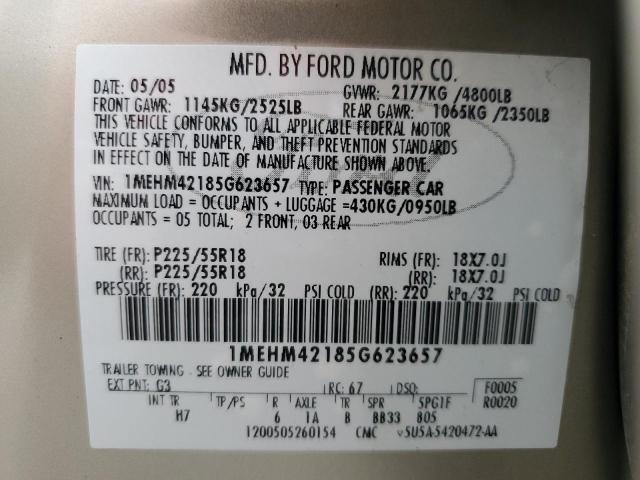 MFD. BY FORD MOTOR CO.
DATE: 05/05 GVWR: 2177KG /4800LB
FRONT GAWR: 1145KG/2525LB REAR GAWR: 1065KG /2350LB
THIS VEHICLE CONFORMS TO ALL APPLICABLE FEDERAL MOTOR
VEHICLE SAFETY, BUMPER, AND THEFT PREVENTION STANDARDS
IN EFFECT ON THE DATE OF MANUFACTURE SHOWN ABOVE.
VIN: 1MEHM42185G623657 TYPE: PASSENGER CAR
MAXIMUM LOAD = OCCUPANTS + LUGGAGE =430KG/0950LB
OCCUPANTS = 05 TOTAL; 2 FRONT, 03 REAR
TIRE (FR): P225/55R18 RIMS (FR): 18X7.0J
(RR): P225/55R18 (RR): 18X7.0J
PRESSURE (FR): 220 kPa/32 PSI COLD (RR): 220 kPa/32 PSI COLD
1MEHM42185G623657
TRAILER TOWING - SEE OWNER GUIDE
EXT PNT: G3 RC: 67 DSO: F0005
INT TR TP/PS R AXLE TR SPR SPG1F R0020
H7 6 1A B BB33 B05
1200505260154 CMC v5U5A-5420472-AA